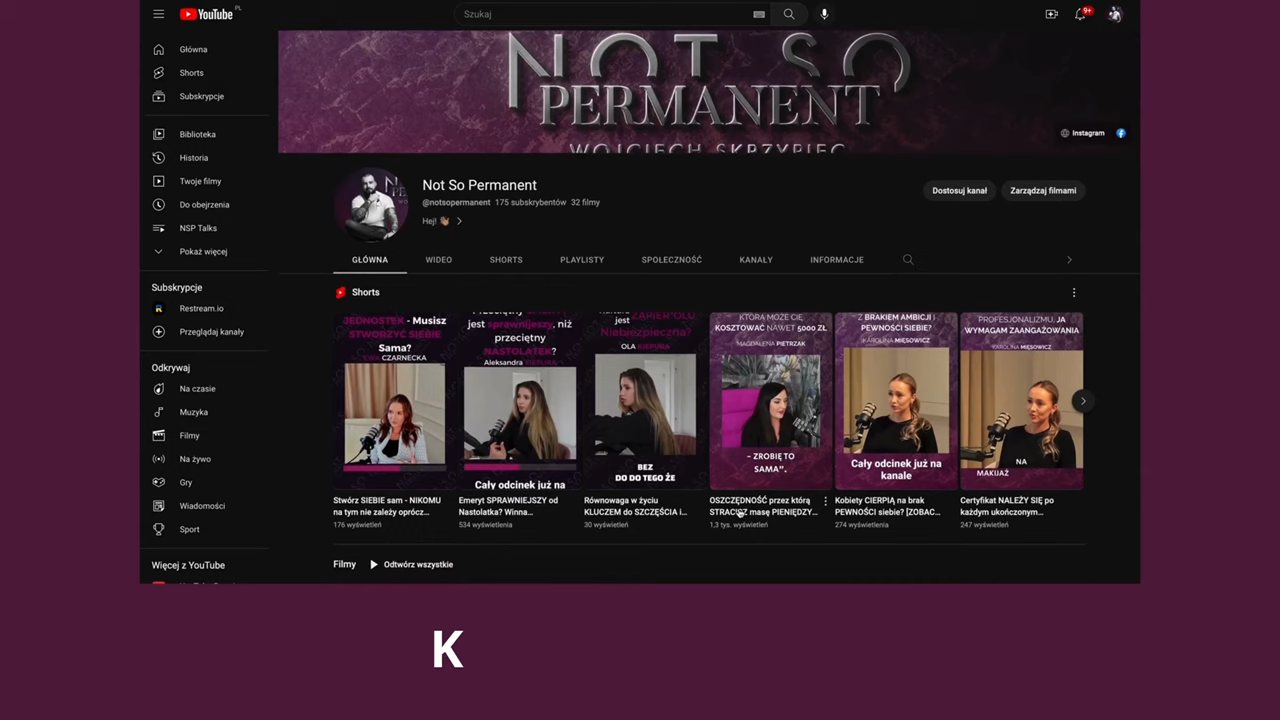 YouTube PL
Szukaj
9+
Główna
Shorts
Subskrypcje
Biblioteka
Historia
Twoje filmy
Do obejrzenia
NSP Talks
Pokaż więcej
Subskrypcje
Restream.io
Przeglądaj kanały
Odkrywaj
Na czasie
Muzyka
Filmy
Na żywo
Gry
Wiadomości
Sport
Więcej z YouTube
NOT SO
PERMANENT
WOJCIECH SKRZYPIEC
Instagram
Not So Permanent
@notsopermanent 175 subskrybentów 32 filmy
Hej! 👋🏽
Dostosuj kanał
Zarządzaj filmami
GŁÓWNA WIDEO SHORTS PLAYLISTY SPOŁECZNOŚĆ KANAŁY INFORMACJE
Shorts
JEDNOSTEK - Musisz
STWORZYĆ SIEBIE
Sama?
EWA CZARNECKA
Stwórz SIEBIE sam - NIKOMU
na tym nie zależy oprócz...
176 wyświetleń
jest sprawniejszy, niż
przeciętny
NASTOLATEK?
Aleksandra KIEPURA
Cały odcinek już na
Emeryt SPRAWNIEJSZY od
Nastolatka? Winna...
534 wyświetlenia
jest
Niebezpieczna?
OLA KIEPURA
BEZ
DO DO TEGO ŻE
Równowaga w życiu
KLUCZEM do SZCZĘŚCIA i...
30 wyświetleń
KTÓRA MOŻE CIĘ
KOSZTOWAĆ NAWET 5000 ZŁ
MAGDALENA PIETRZAK
- ZROBIĘ TO
SAMA”.
OSZCZĘDNOŚĆ przez którą
STRACISZ masę PIENIĘDZY...
1,3 tys. wyświetleń
Z BRAKIEM AMBICJI I
PEWNOŚCI SIEBIE?
KAROLINA MIĘSOWICZ
Cały odcinek już na
kanale
Kobiety CIERPIĄ na brak
PEWNOŚCI siebie? [ZOBAC...
274 wyświetlenia
PROFESJONALIZMU, JA
WYMAGAM ZAANGAŻOWANIA
KAROLINA MIĘSOWICZ
NA
MAKIJAŻ
Certyfikat NALEŻY SIĘ po
każdym ukończonym...
247 wyświetleń
Filmy
Odtwórz wszystkie
K